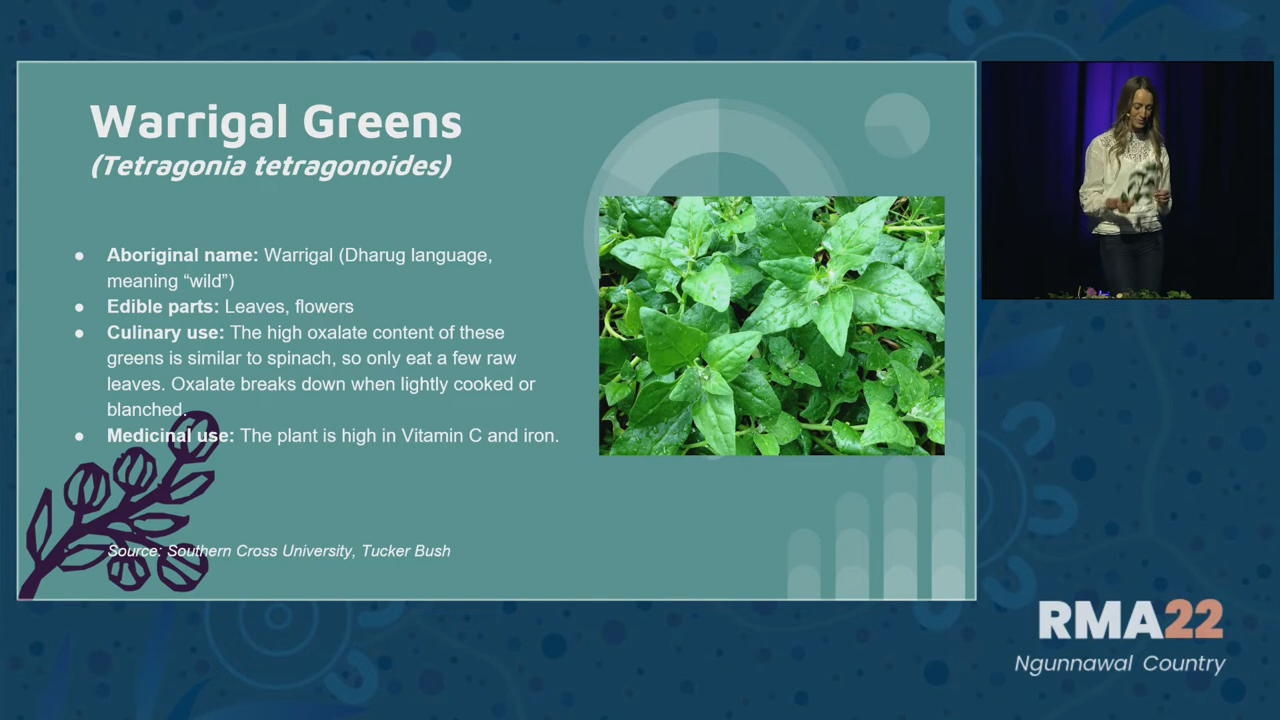 Warrigal Greens
(Tetragonia tetragonoides)
● Aboriginal name: Warrigal (Dharug language,
meaning “wild”)
● Edible parts: Leaves, flowers
● Culinary use: The high oxalate content of these
greens is similar to spinach, so only eat a few raw
leaves. Oxalate breaks down when lightly cooked or
blanched.
● Medicinal use: The plant is high in Vitamin C and iron.
Source: Southern Cross University, Tucker Bush
RMA22
Ngunnawal Country